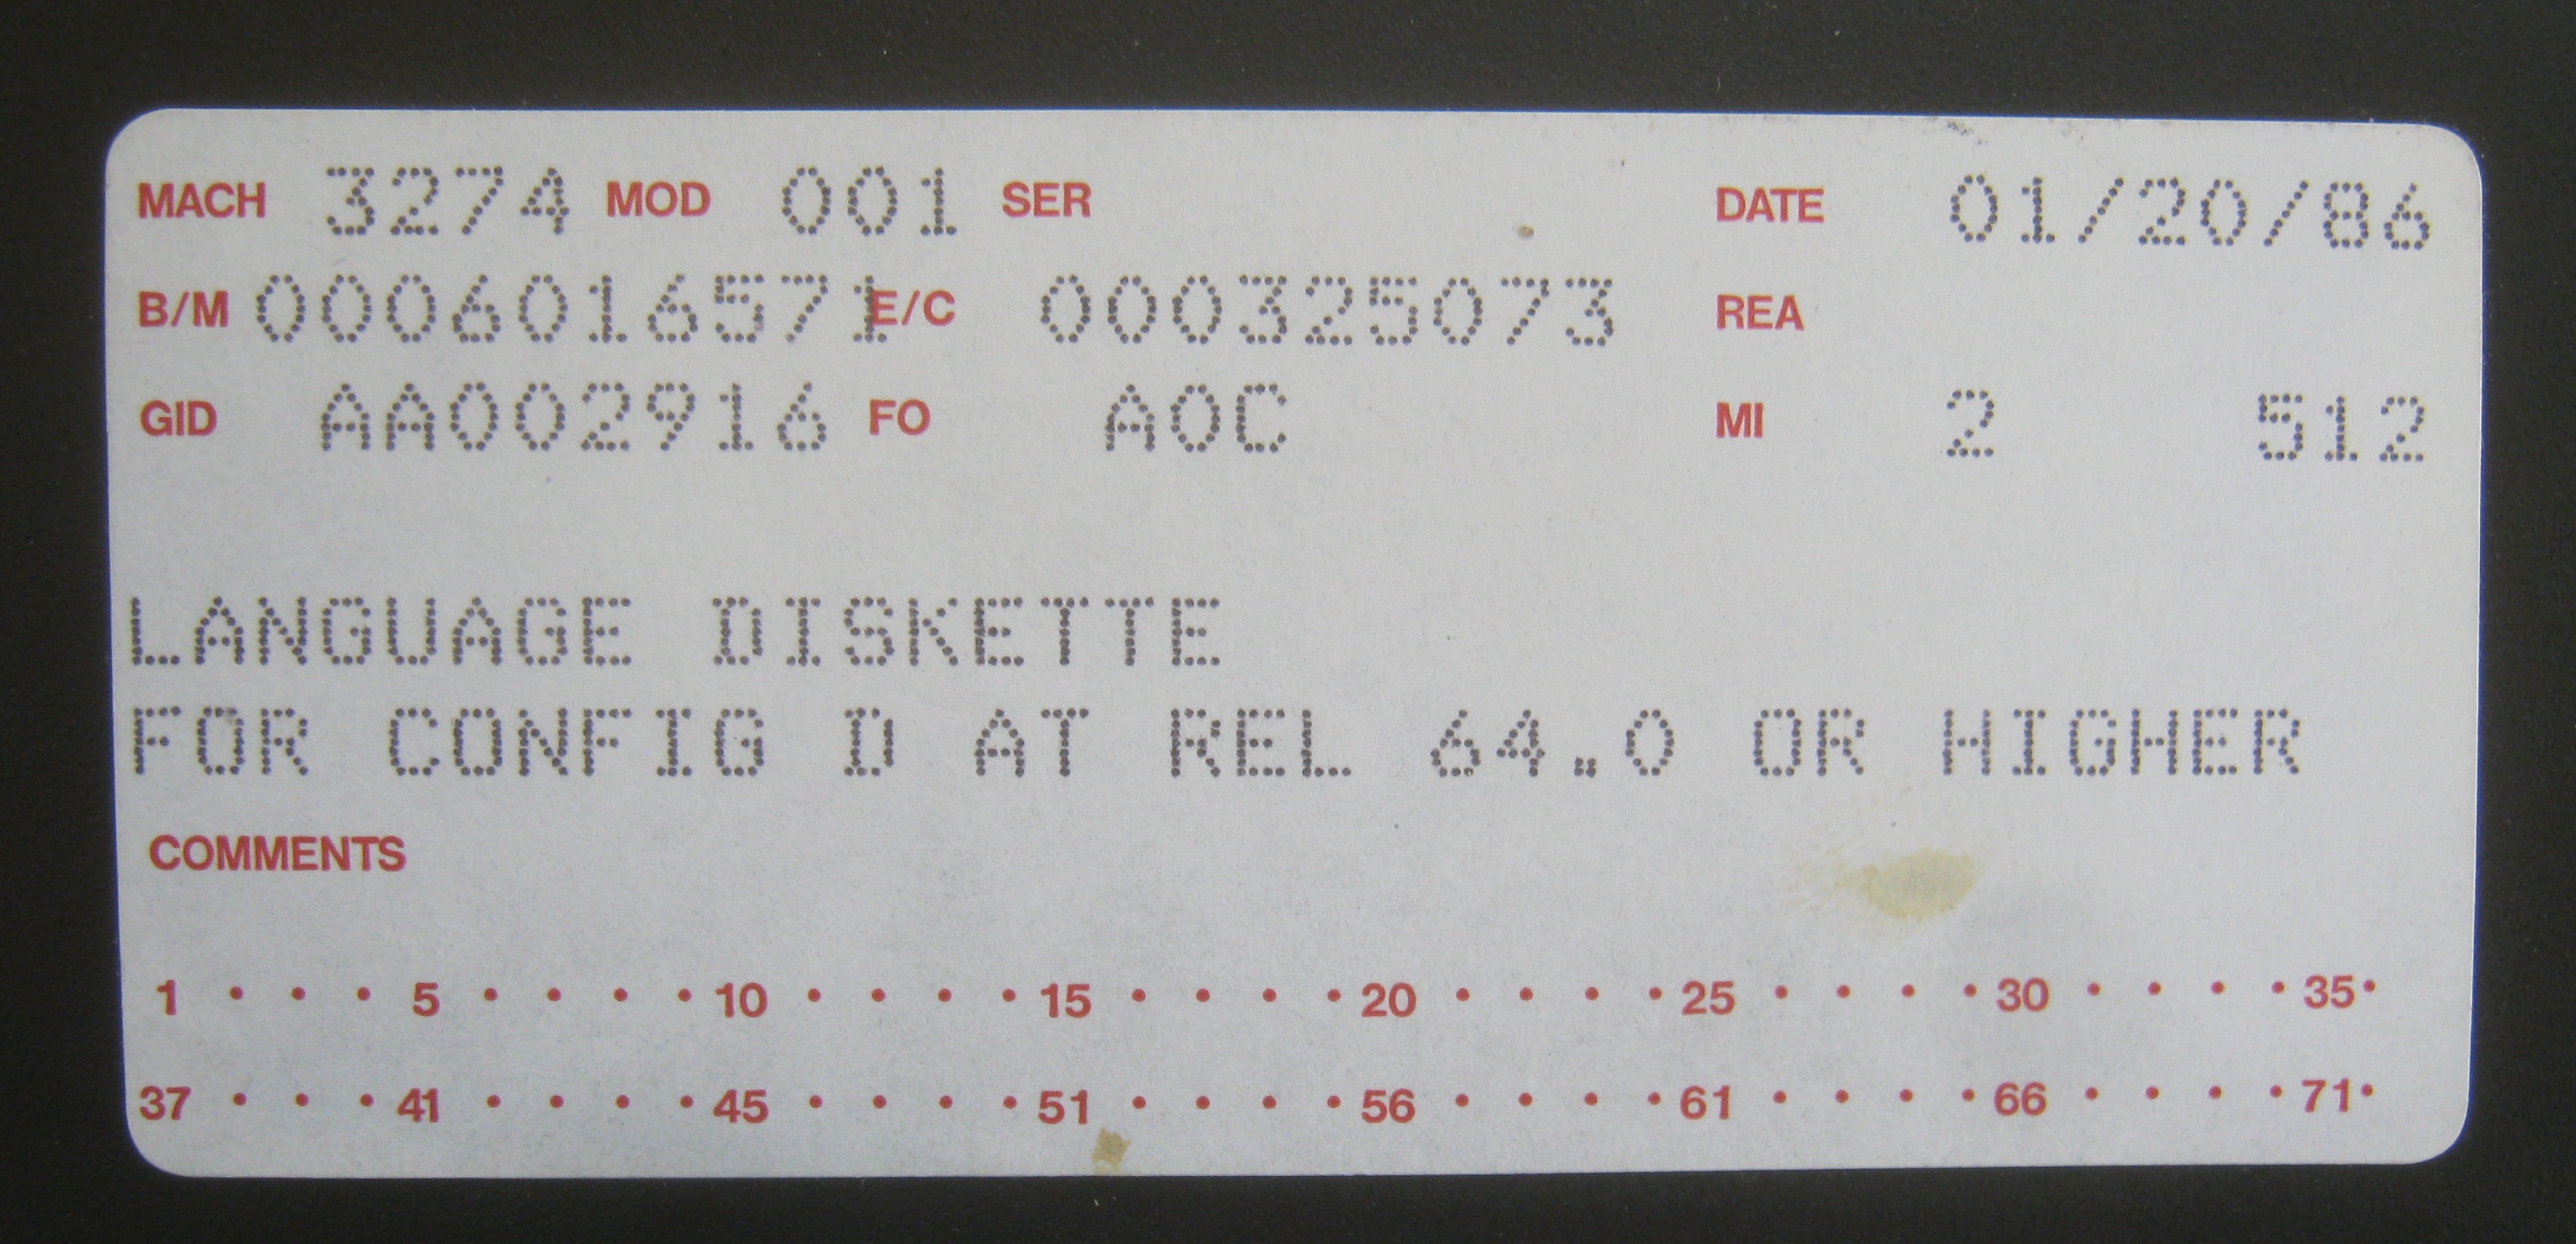 MACH 3274 MOD 001 SER DATE 01/20/86
B/M 0006016571 E/C 000325073 REA
GID AA002916 FO A0C MI 2 512
LANGUAGE DISKETTE
FOR CONFIG D AT REL 64.0 OR HIGHER
COMMENTS
1 • • • 5 • • • • 10 • • • • 15 • • • • 20 • • • • 25 • • • • 30 • • • • 35 •
37 • • • 41 • • • • 45 • • • • 51 • • • • 56 • • • • 61 • • • • 66 • • • • 71 •